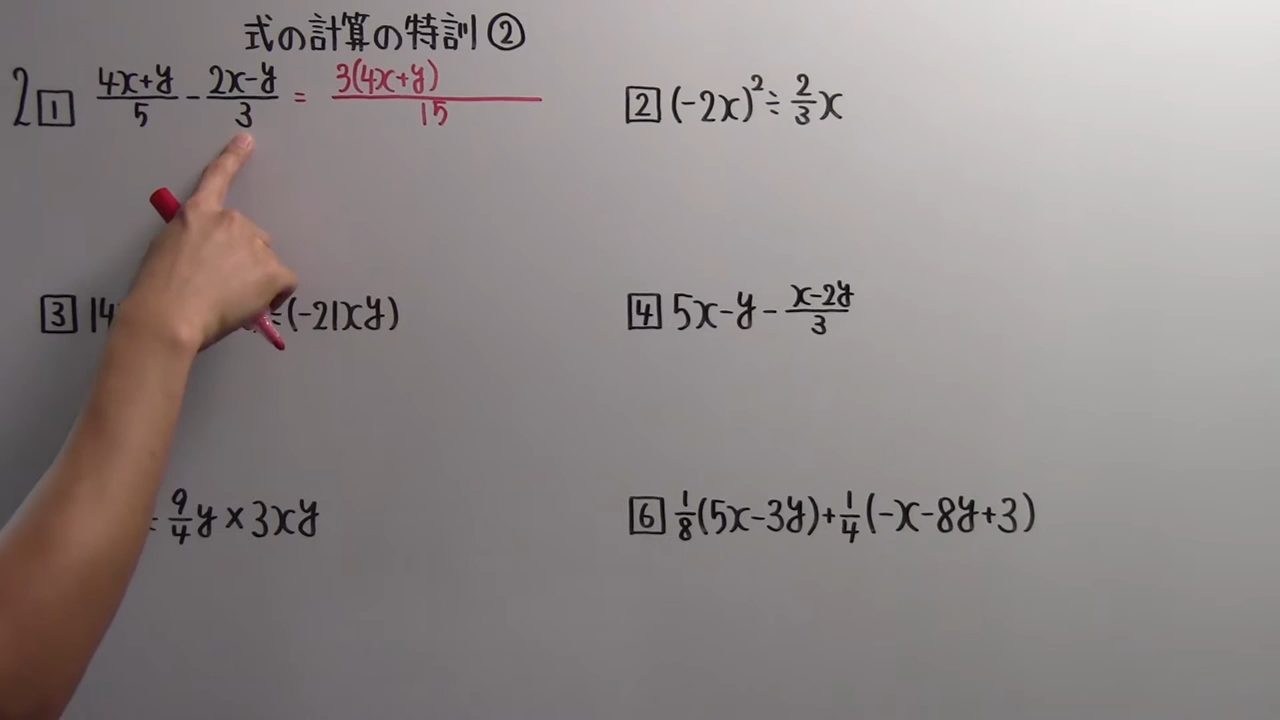 式の計算の特訓②
2 1 (4x+y)/5 - (2x-y)/3 = 3(4x+y)/15
2 (-2x)²÷2/3x
3 14 (-21xy)
4 5x-y-(x-2y)/3
9/4y×3xy
6 1/8(5x-3y)+1/4(-x-8y+3)